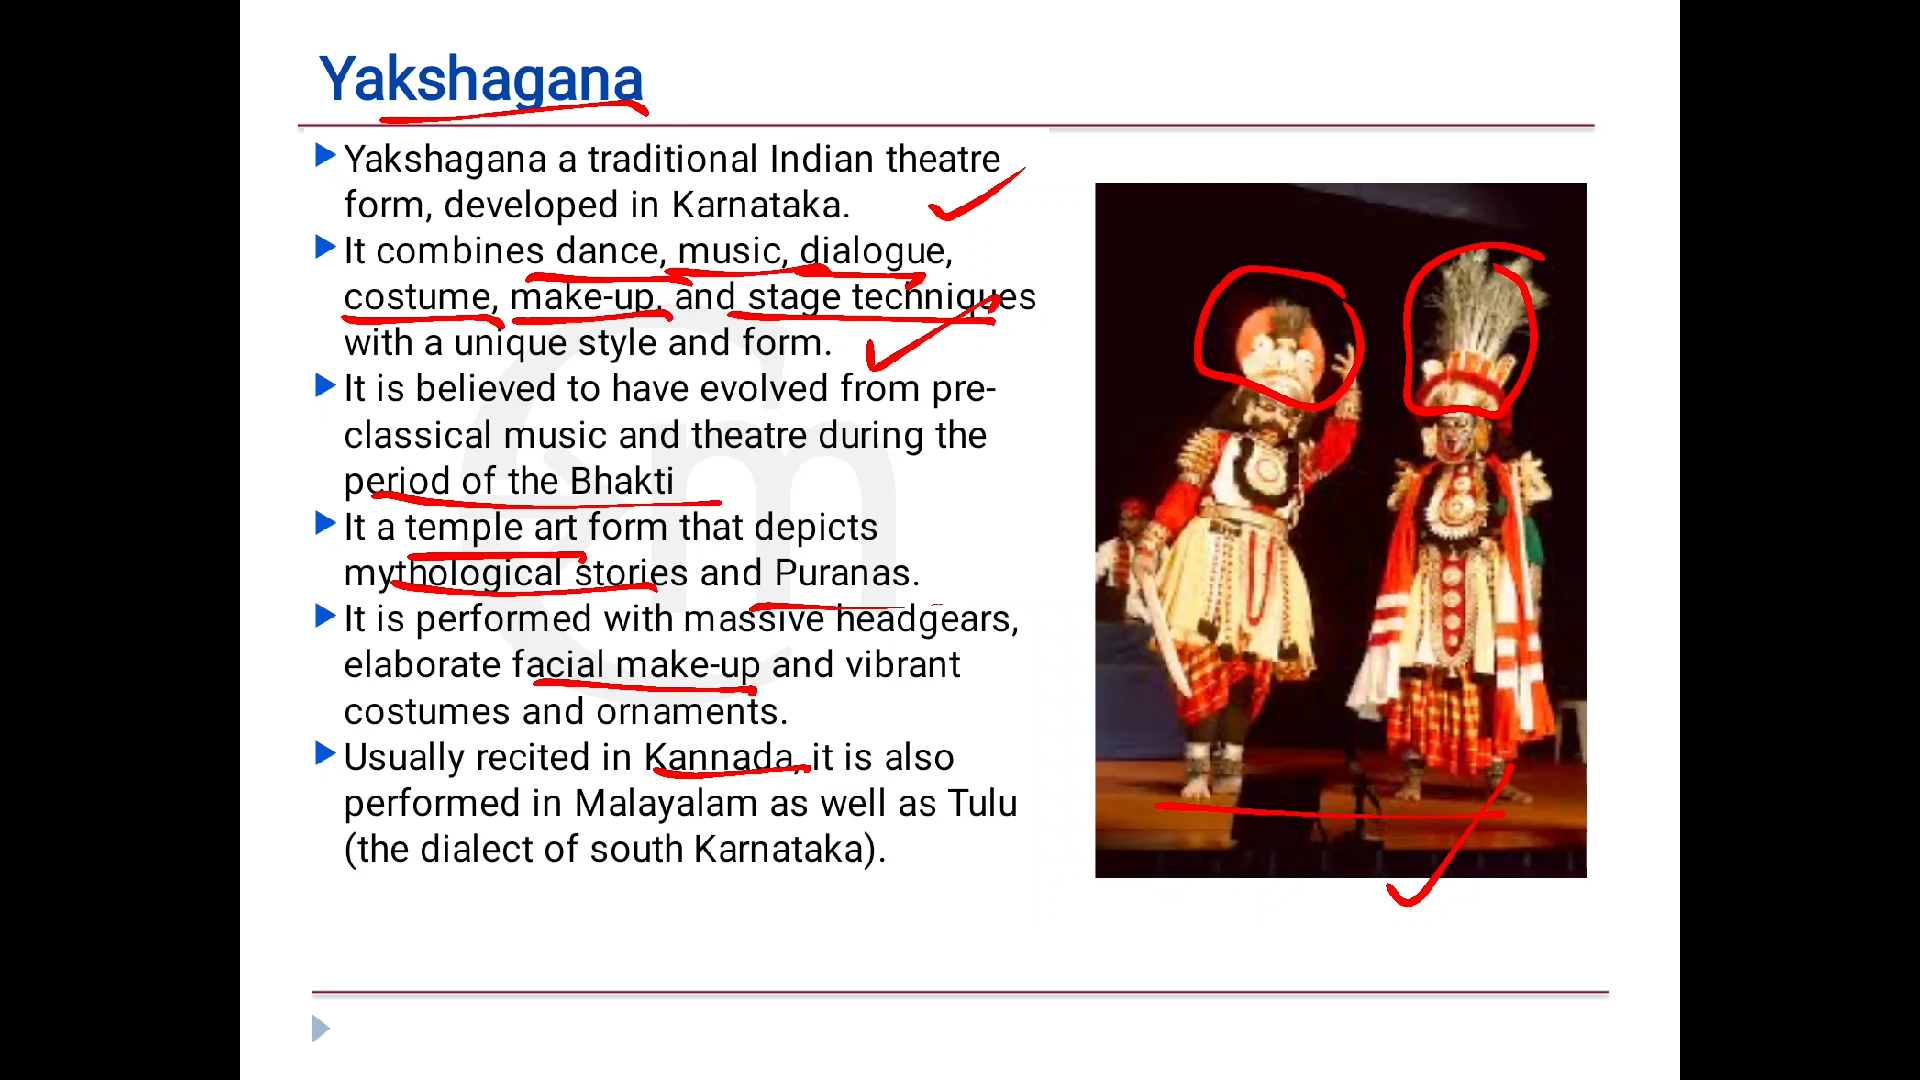 Yakshagana
Yakshagana a traditional Indian theatre
form, developed in Karnataka.
It combines dance, music, dialogue,
costume, make-up, and stage techniques
with a unique style and form.
It is believed to have evolved from pre-
classical music and theatre during the
period of the Bhakti
It a temple art form that depicts
mythological stories and Puranas.
It is performed with massive headgears,
elaborate facial make-up and vibrant
costumes and ornaments.
Usually recited in Kannada, it is also
performed in Malayalam as well as Tulu
(the dialect of south Karnataka).